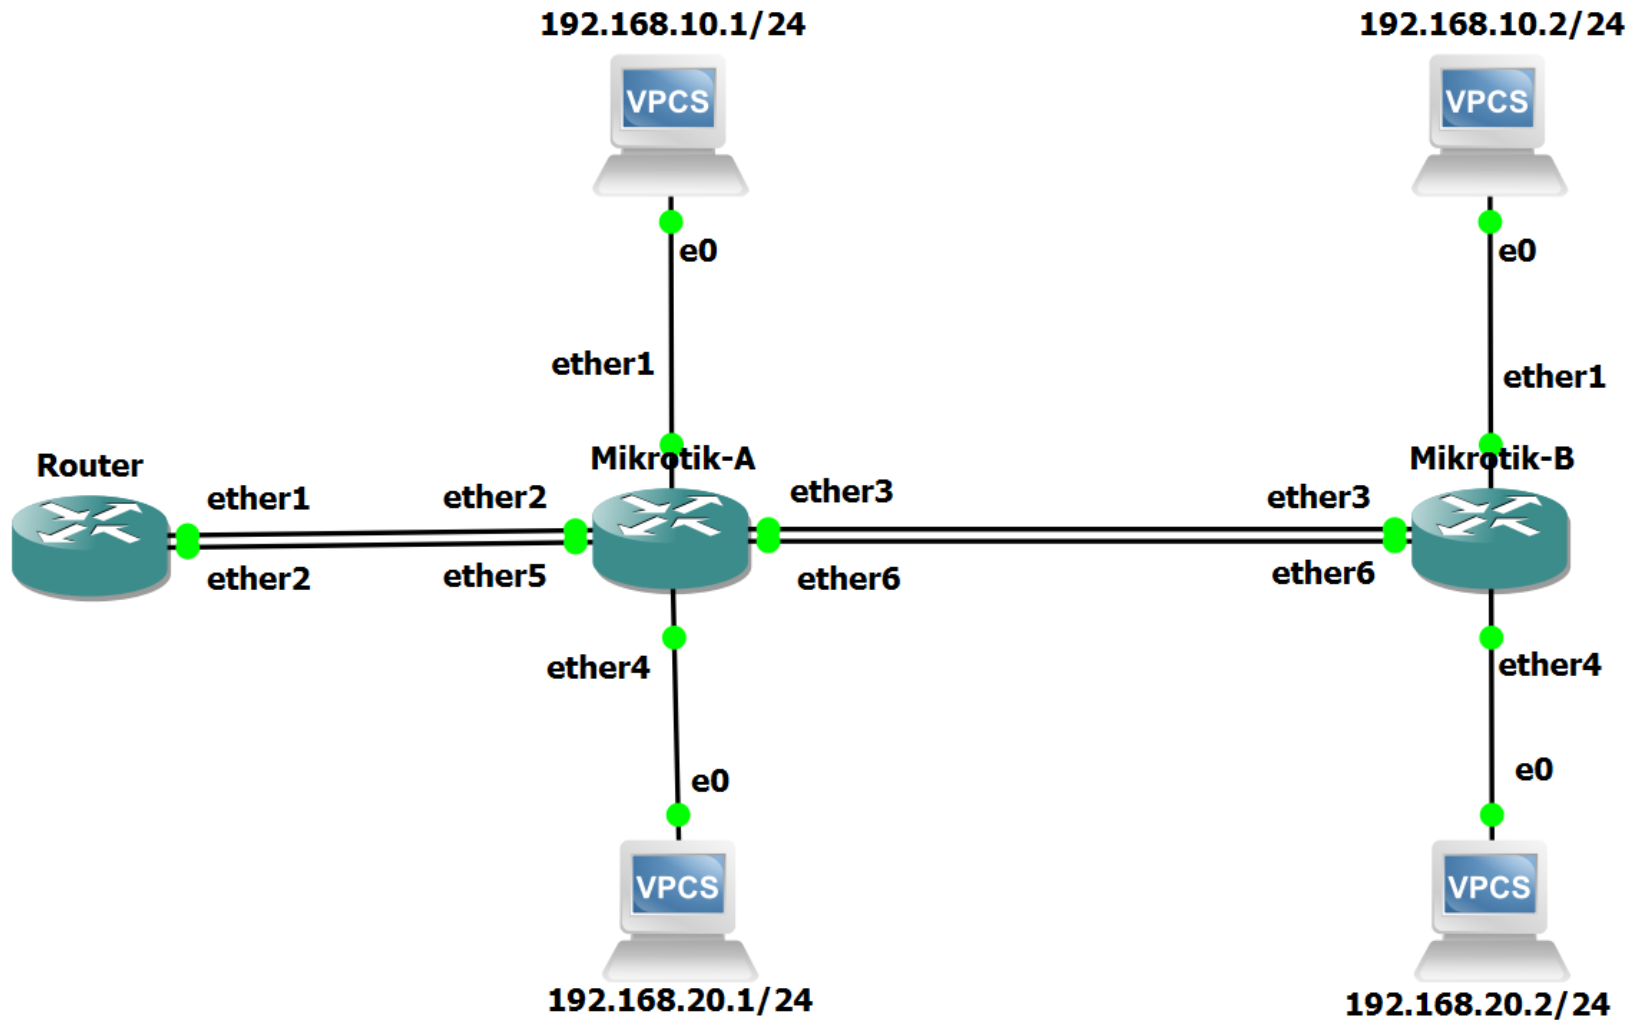 192.168.10.1/24
192.168.10.2/24
VPCS
VPCS
e0
e0
ether1
ether1
Router
Mikrotik-A
Mikrotik-B
ether1
ether2
ether3
ether3
ether2
ether5
ether6
ether6
ether4
ether4
e0
e0
VPCS
VPCS
192.168.20.1/24
192.168.20.2/24